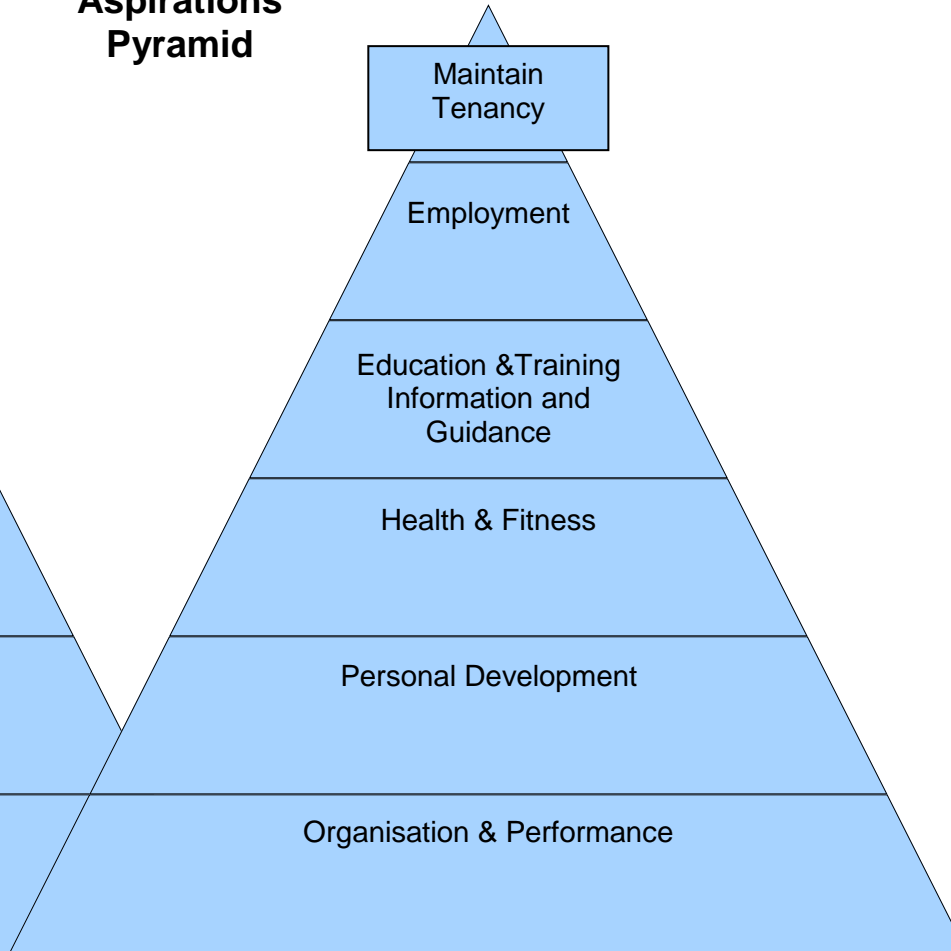 Aspirations
Pyramid
Maintain
Tenancy
Employment
Education &Training
Information and
Guidance
Health & Fitness
Personal Development
Organisation & Performance